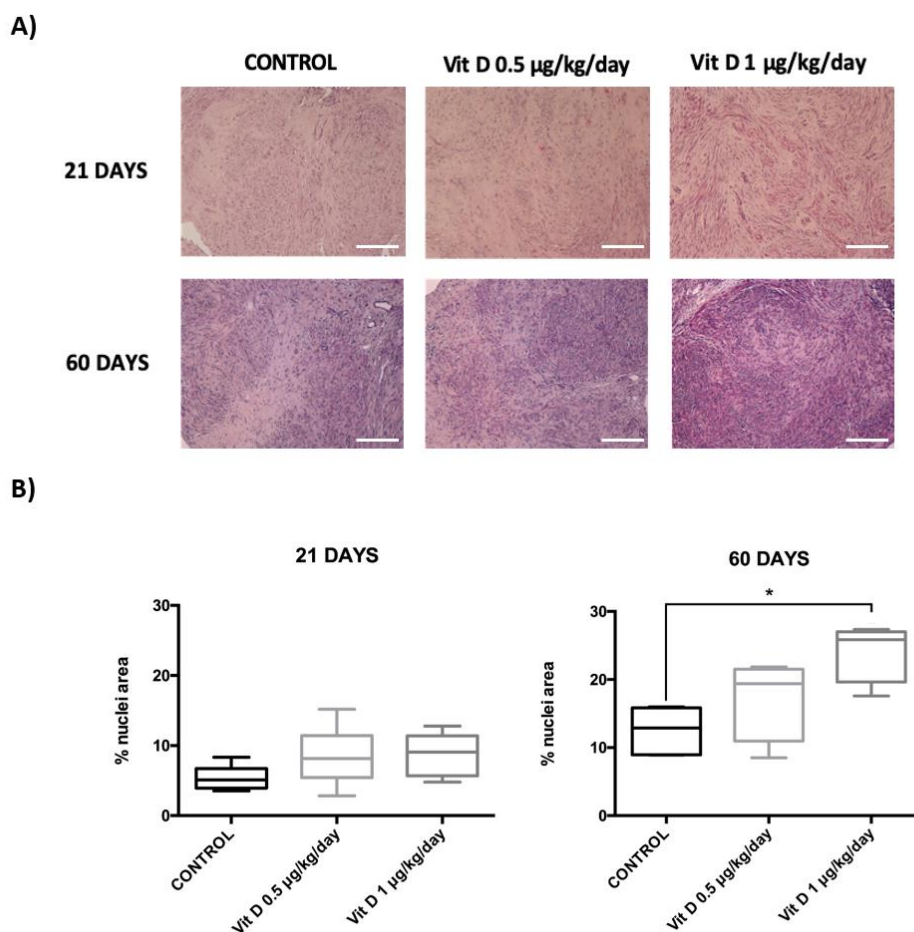 A)
CONTROL
Vit D 0.5 µg/kg/day
Vit D 1 µg/kg/day
21 DAYS
60 DAYS
B)
21 DAYS
% nuclei area
30
20
10
0
CONTROL
Vit D 0.5 µg/kg/day
Vit D 1 µg/kg/day
60 DAYS
*
% nuclei area
30
20
10
0
CONTROL
Vit D 0.5 µg/kg/day
Vit D 1 µg/kg/day